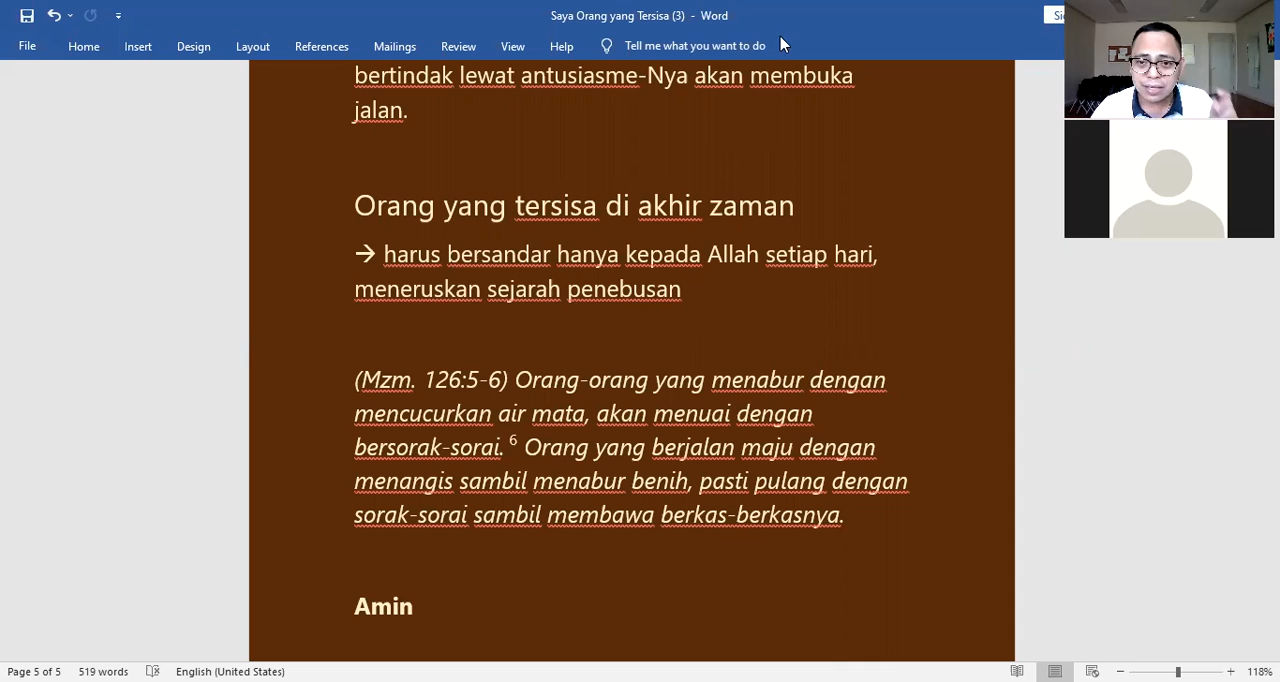 Saya Orang yang Tersisa (3) - Word
File Home Insert Design Layout References Mailings Review View Help Tell me what you want to do
bertindak lewat antusiasme-Nya akan membuka
jalan.
Orang yang tersisa di akhir zaman
→ harus bersandar hanya kepada Allah setiap hari,
meneruskan sejarah penebusan
(Mzm. 126:5-6) Orang-orang yang menabur dengan
mencucurkan air mata, akan menuai dengan
bersorak-sorai. 6 Orang yang berjalan maju dengan
menangis sambil menabur benih, pasti pulang dengan
sorak-sorai sambil membawa berkas-berkasnya.
Amin
Page 5 of 5 519 words English (United States) 118%